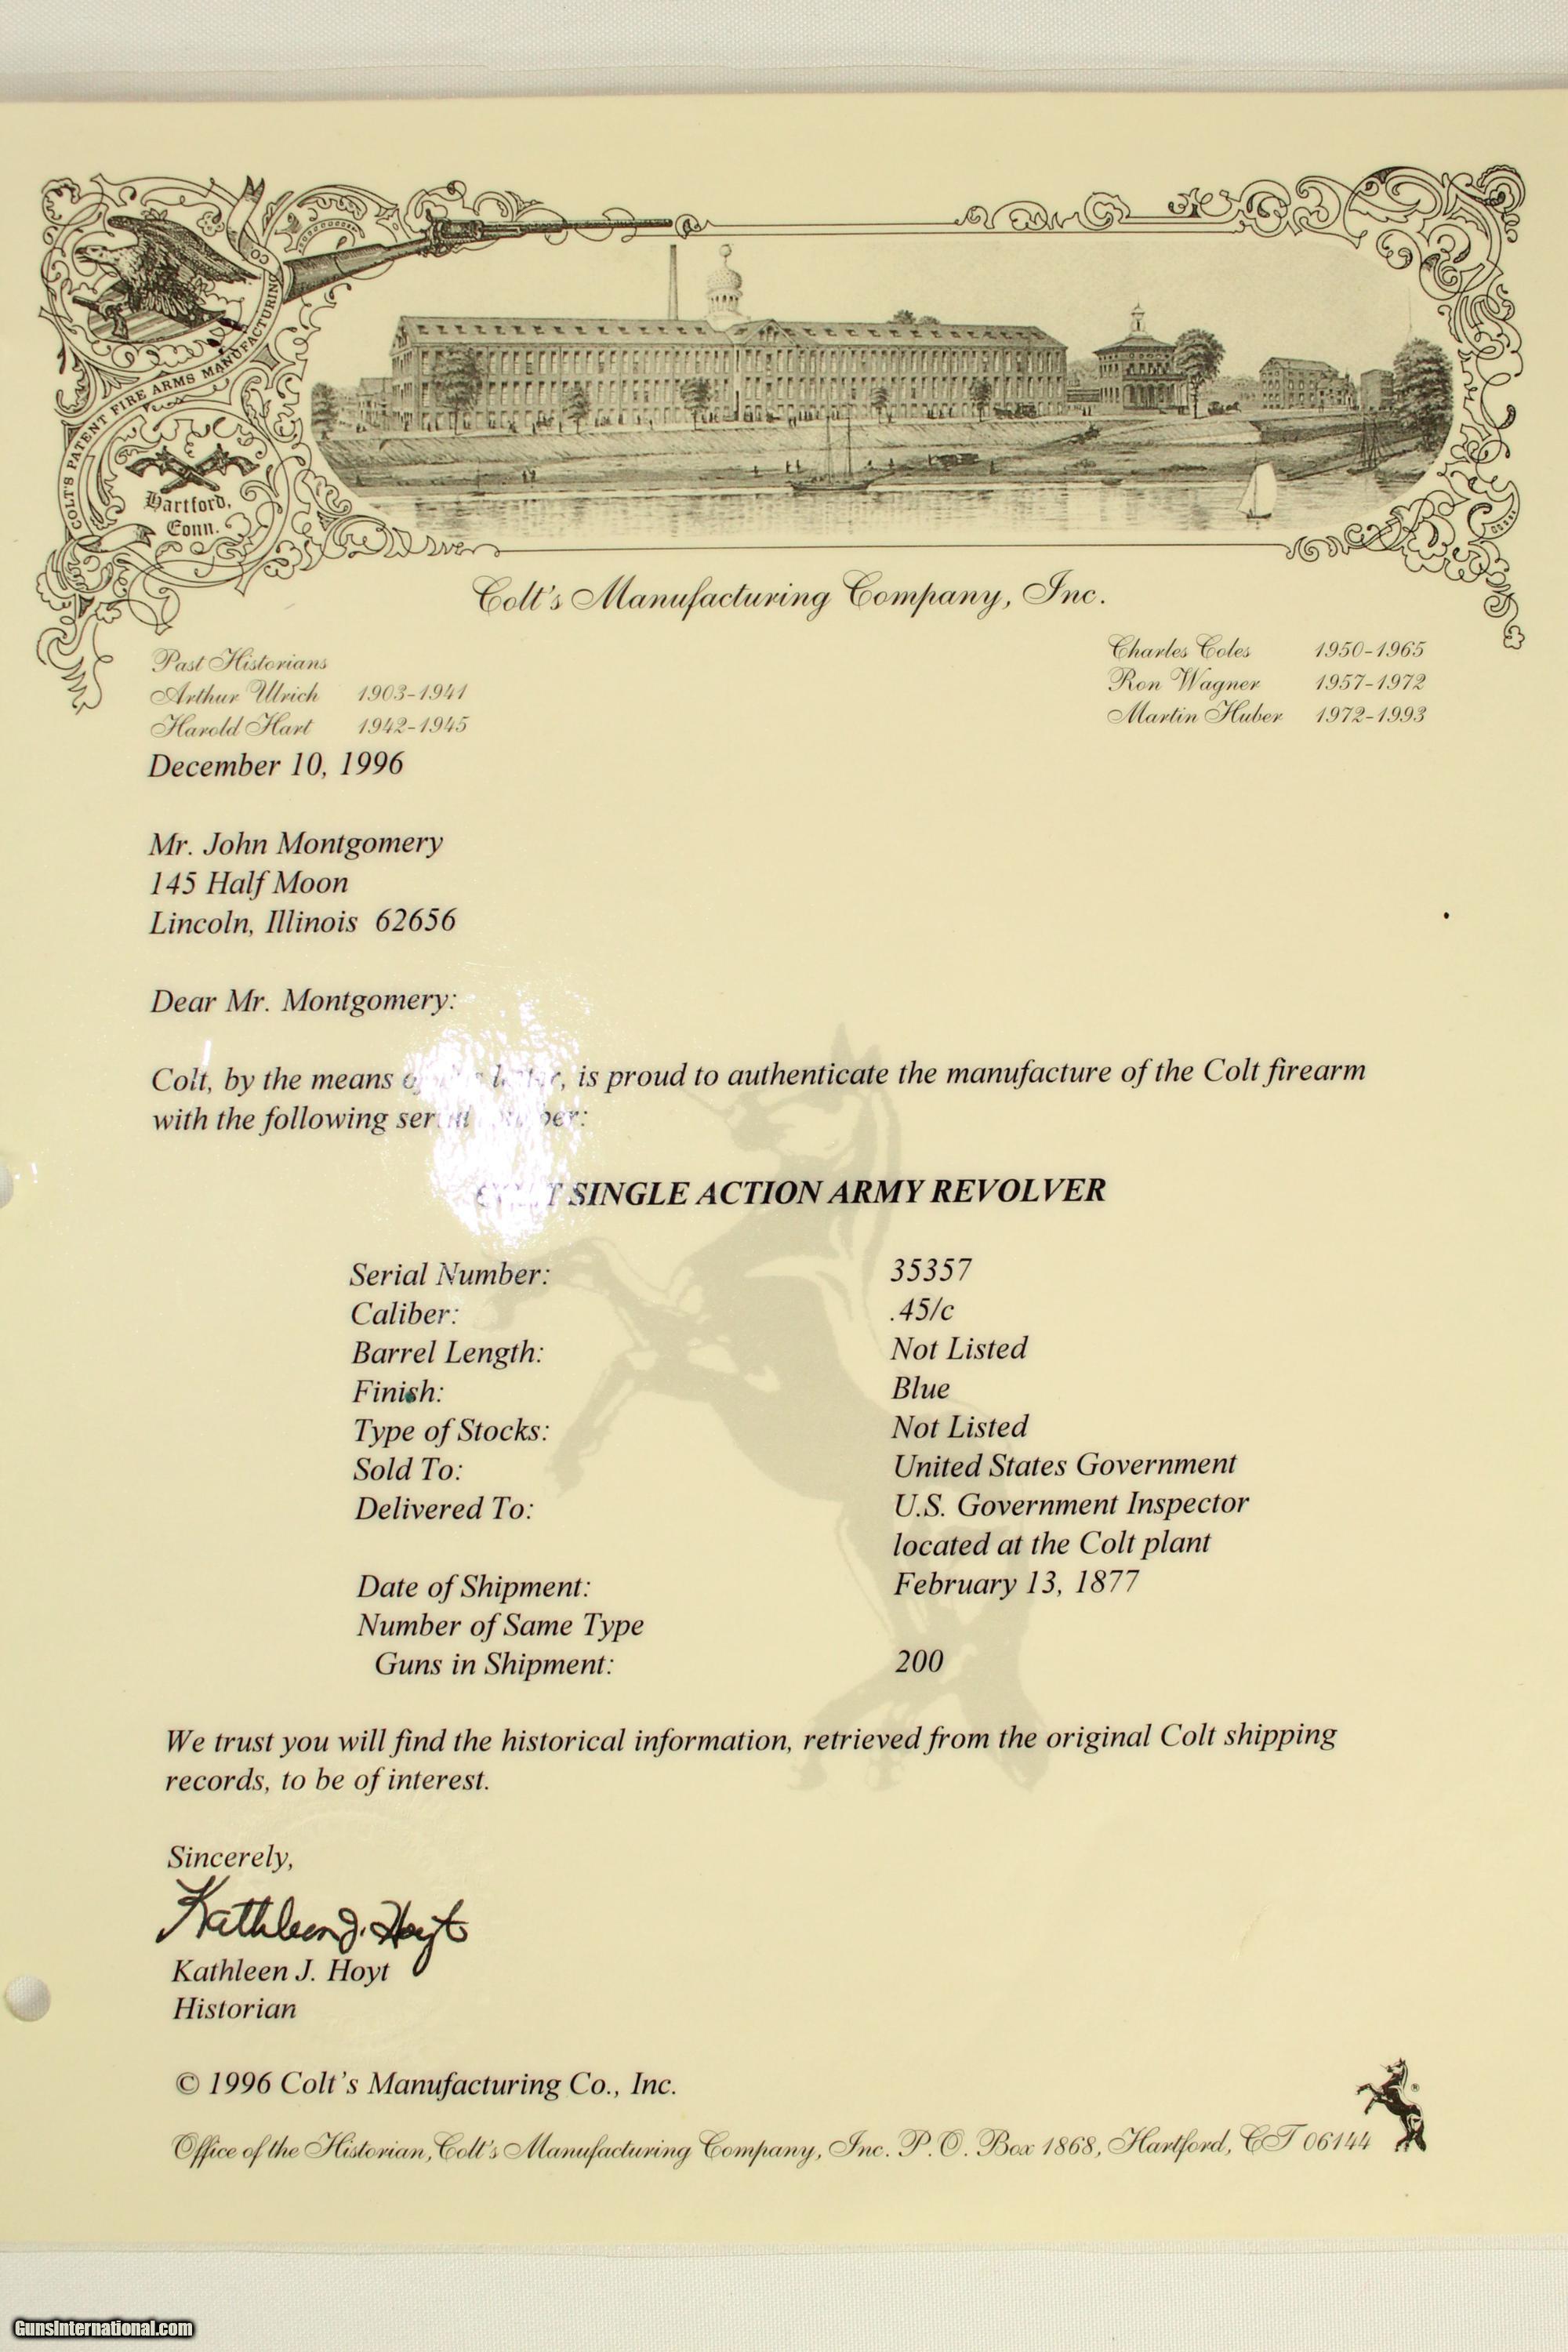 COLT'S PATENT FIRE ARMS MANUFACTURING CO
Hartford,
Conn.
Colt's Manufacturing Company, Inc.
Past Historians
Arthur Ulrich 1903-1941
Harold Hart 1942-1945
Charles Coles 1950-1965
Ron Wagner 1957-1972
Martin Huber 1972-1993
December 10, 1996
Mr. John Montgomery
145 Half Moon
Lincoln, Illinois 62656
Dear Mr. Montgomery:
Colt, by the means of this letter, is proud to authenticate the manufacture of the Colt firearm
with the following serial number:
COLT SINGLE ACTION ARMY REVOLVER
Serial Number: 35357
Caliber: .45/c
Barrel Length: Not Listed
Finish: Blue
Type of Stocks: Not Listed
Sold To: United States Government
Delivered To: U.S. Government Inspector
located at the Colt plant
Date of Shipment: February 13, 1877
Number of Same Type
Guns in Shipment: 200
We trust you will find the historical information, retrieved from the original Colt shipping
records, to be of interest.
Sincerely,
Kathleen J. Hoyt
Kathleen J. Hoyt
Historian
© 1996 Colt's Manufacturing Co., Inc.
Office of the Historian, Colt's Manufacturing Company, Inc. P.O. Box 1868, Hartford, CT 06144
®
GunsInternational.com